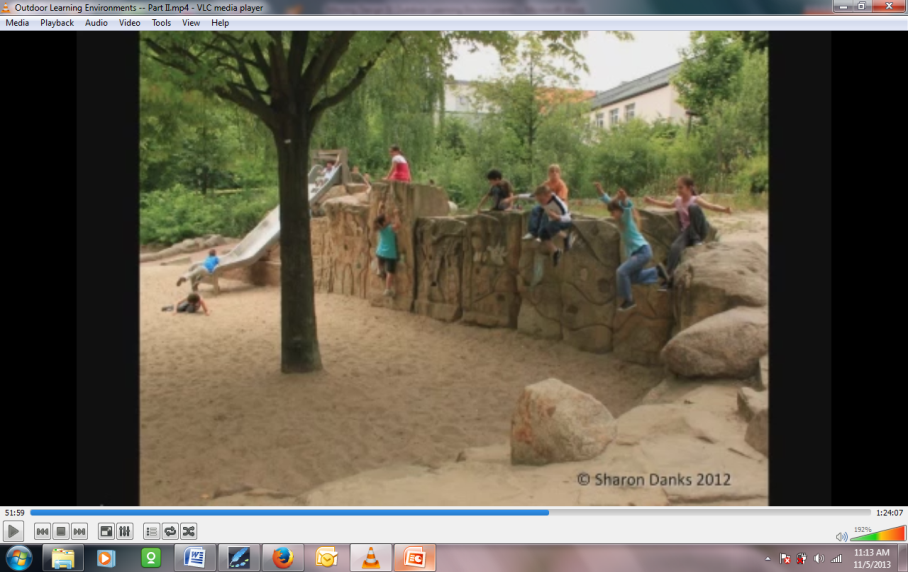 Outdoor Learning Environments -- Part II.mp4 - VLC media player
Media Playback Audio Video Tools View Help
© Sharon Danks 2012
51:59
1:24:07
192%
11:13 AM
11/5/2013